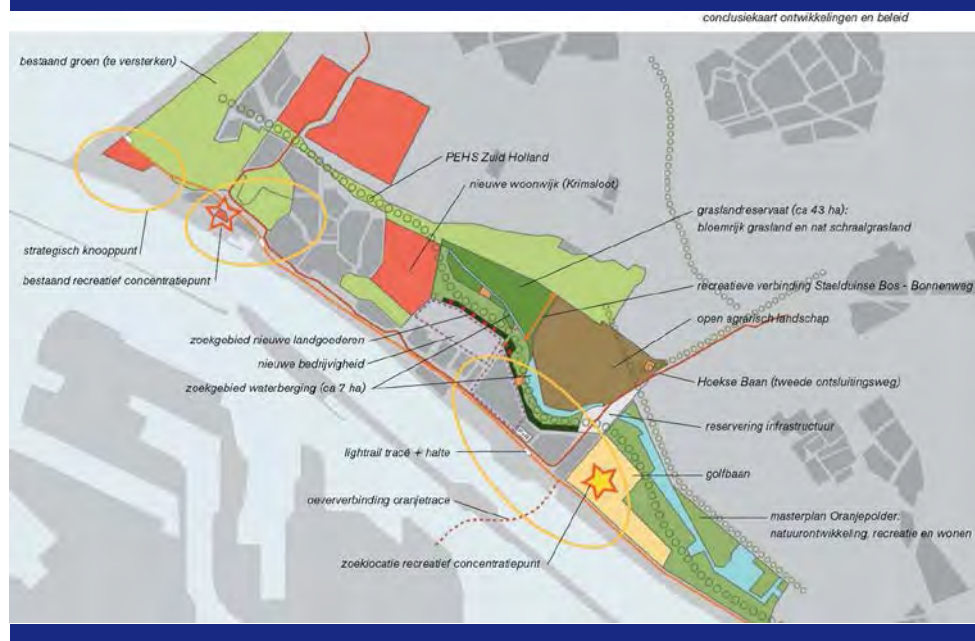 conclusiekaart ontwikkelingen en beleid
bestaand groen (te versterken)
PEHS Zuid Holland
nieuwe woonwijk (Krimsloot)
graslandreservaat (ca 43 ha):
bloemrijk grasland en nat schraalgrasland
strategisch knooppunt
bestaand recreatief concentratiepunt
recreatieve verbinding Staelduinse Bos - Bonnenweg
open agrarisch landschap
zoekgebied nieuwe landgoederen
nieuwe bedrijvigheid
zoekgebied waterberging (ca 7 ha)
Hoekse Baan (tweede ontsluitingsweg)
reservering infrastructuur
lightrail tracé + halte
golfbaan
oeververbinding oranjetrace
masterplan Oranjepolder:
natuurontwikkeling, recreatie en wonen
zoeklocatie recreatief concentratiepunt